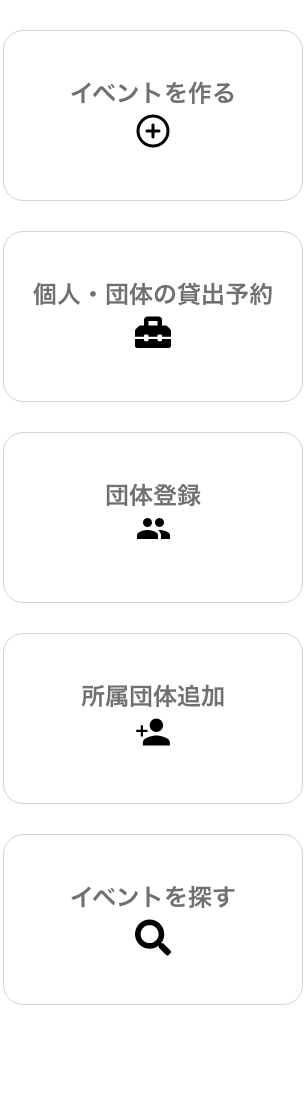 イベントを作る
個人・団体の貸出予約
団体登録
所属団体追加
イベントを探す